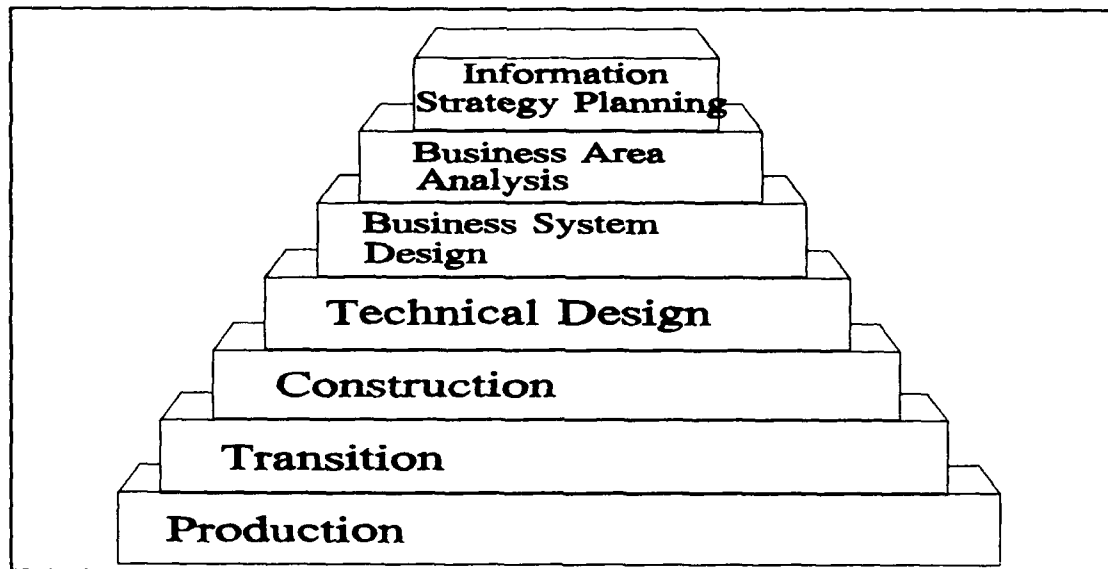 Information
Strategy Planning
Business Area
Analysis
Business System
Design
Technical Design
Construction
Transition
Production